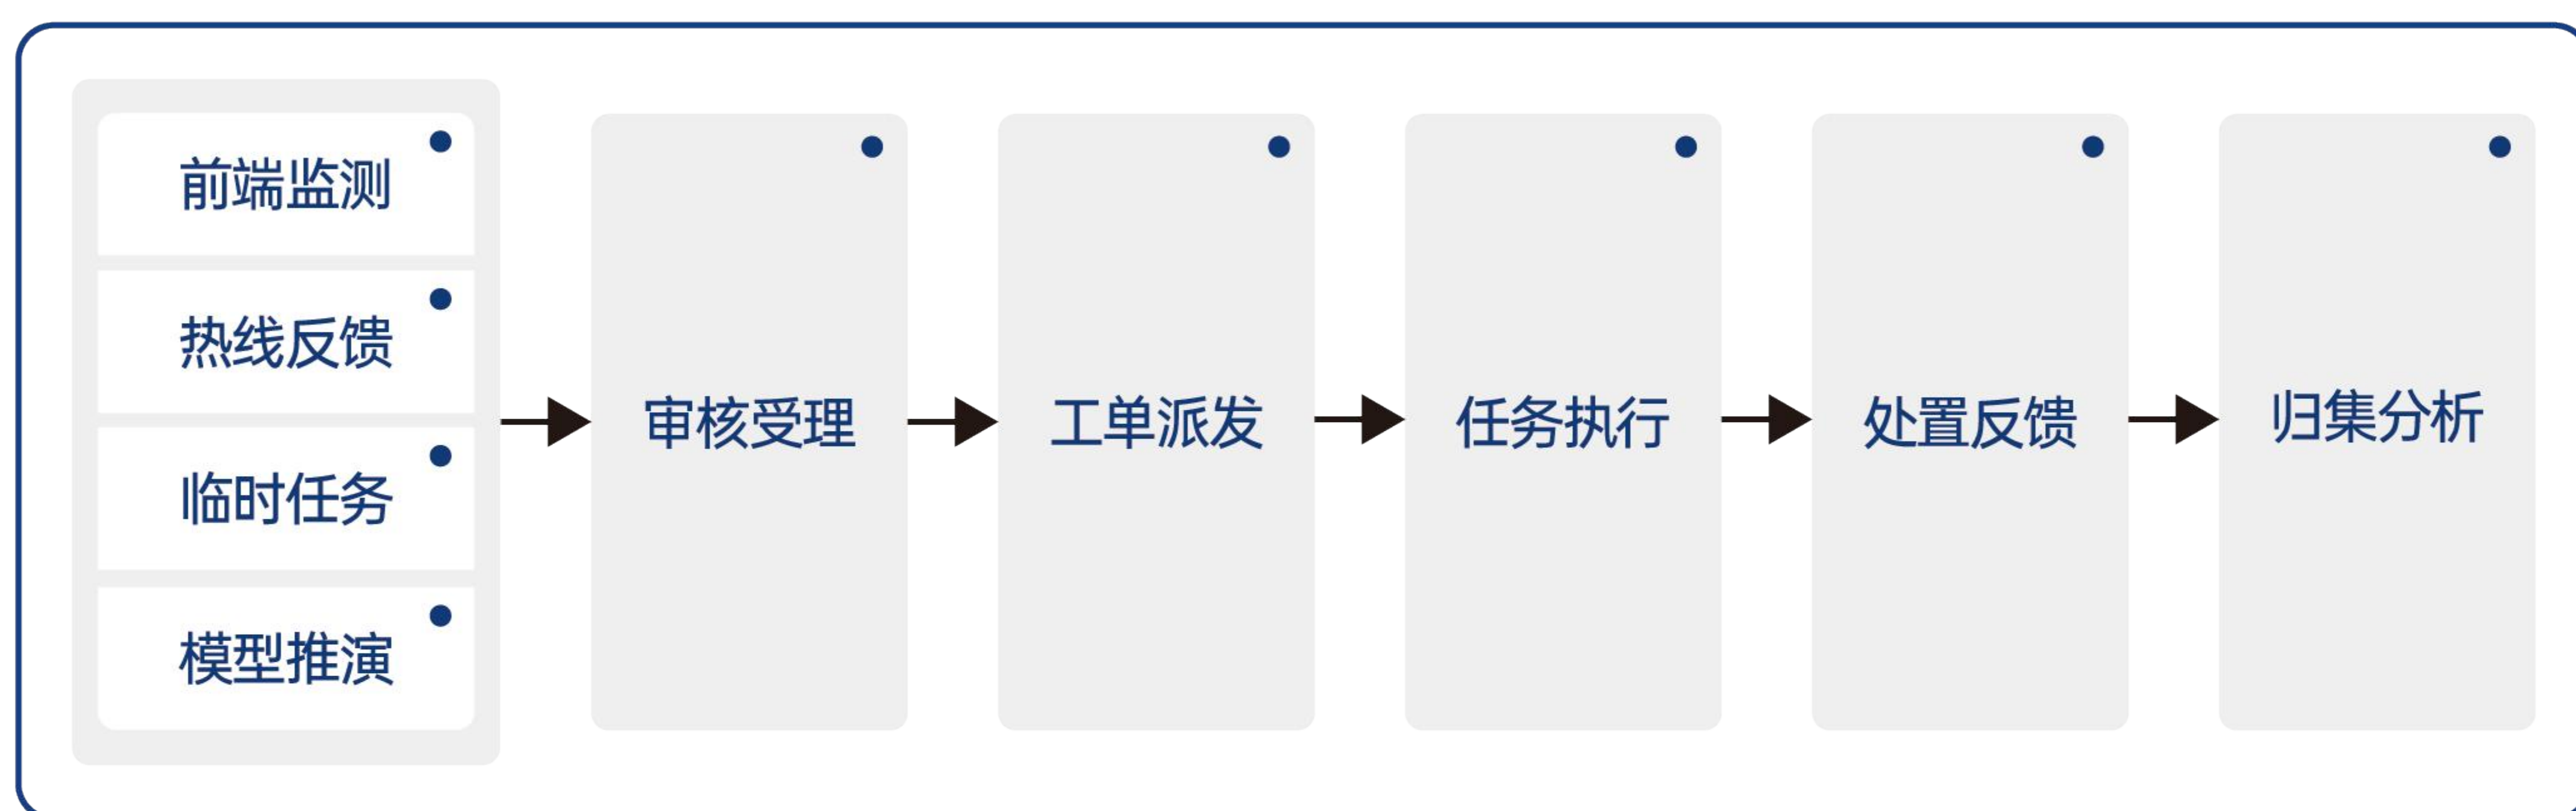 前端监测
热线反馈
临时任务
模型推演
审核受理
工单派发
任务执行
处置反馈
归集分析